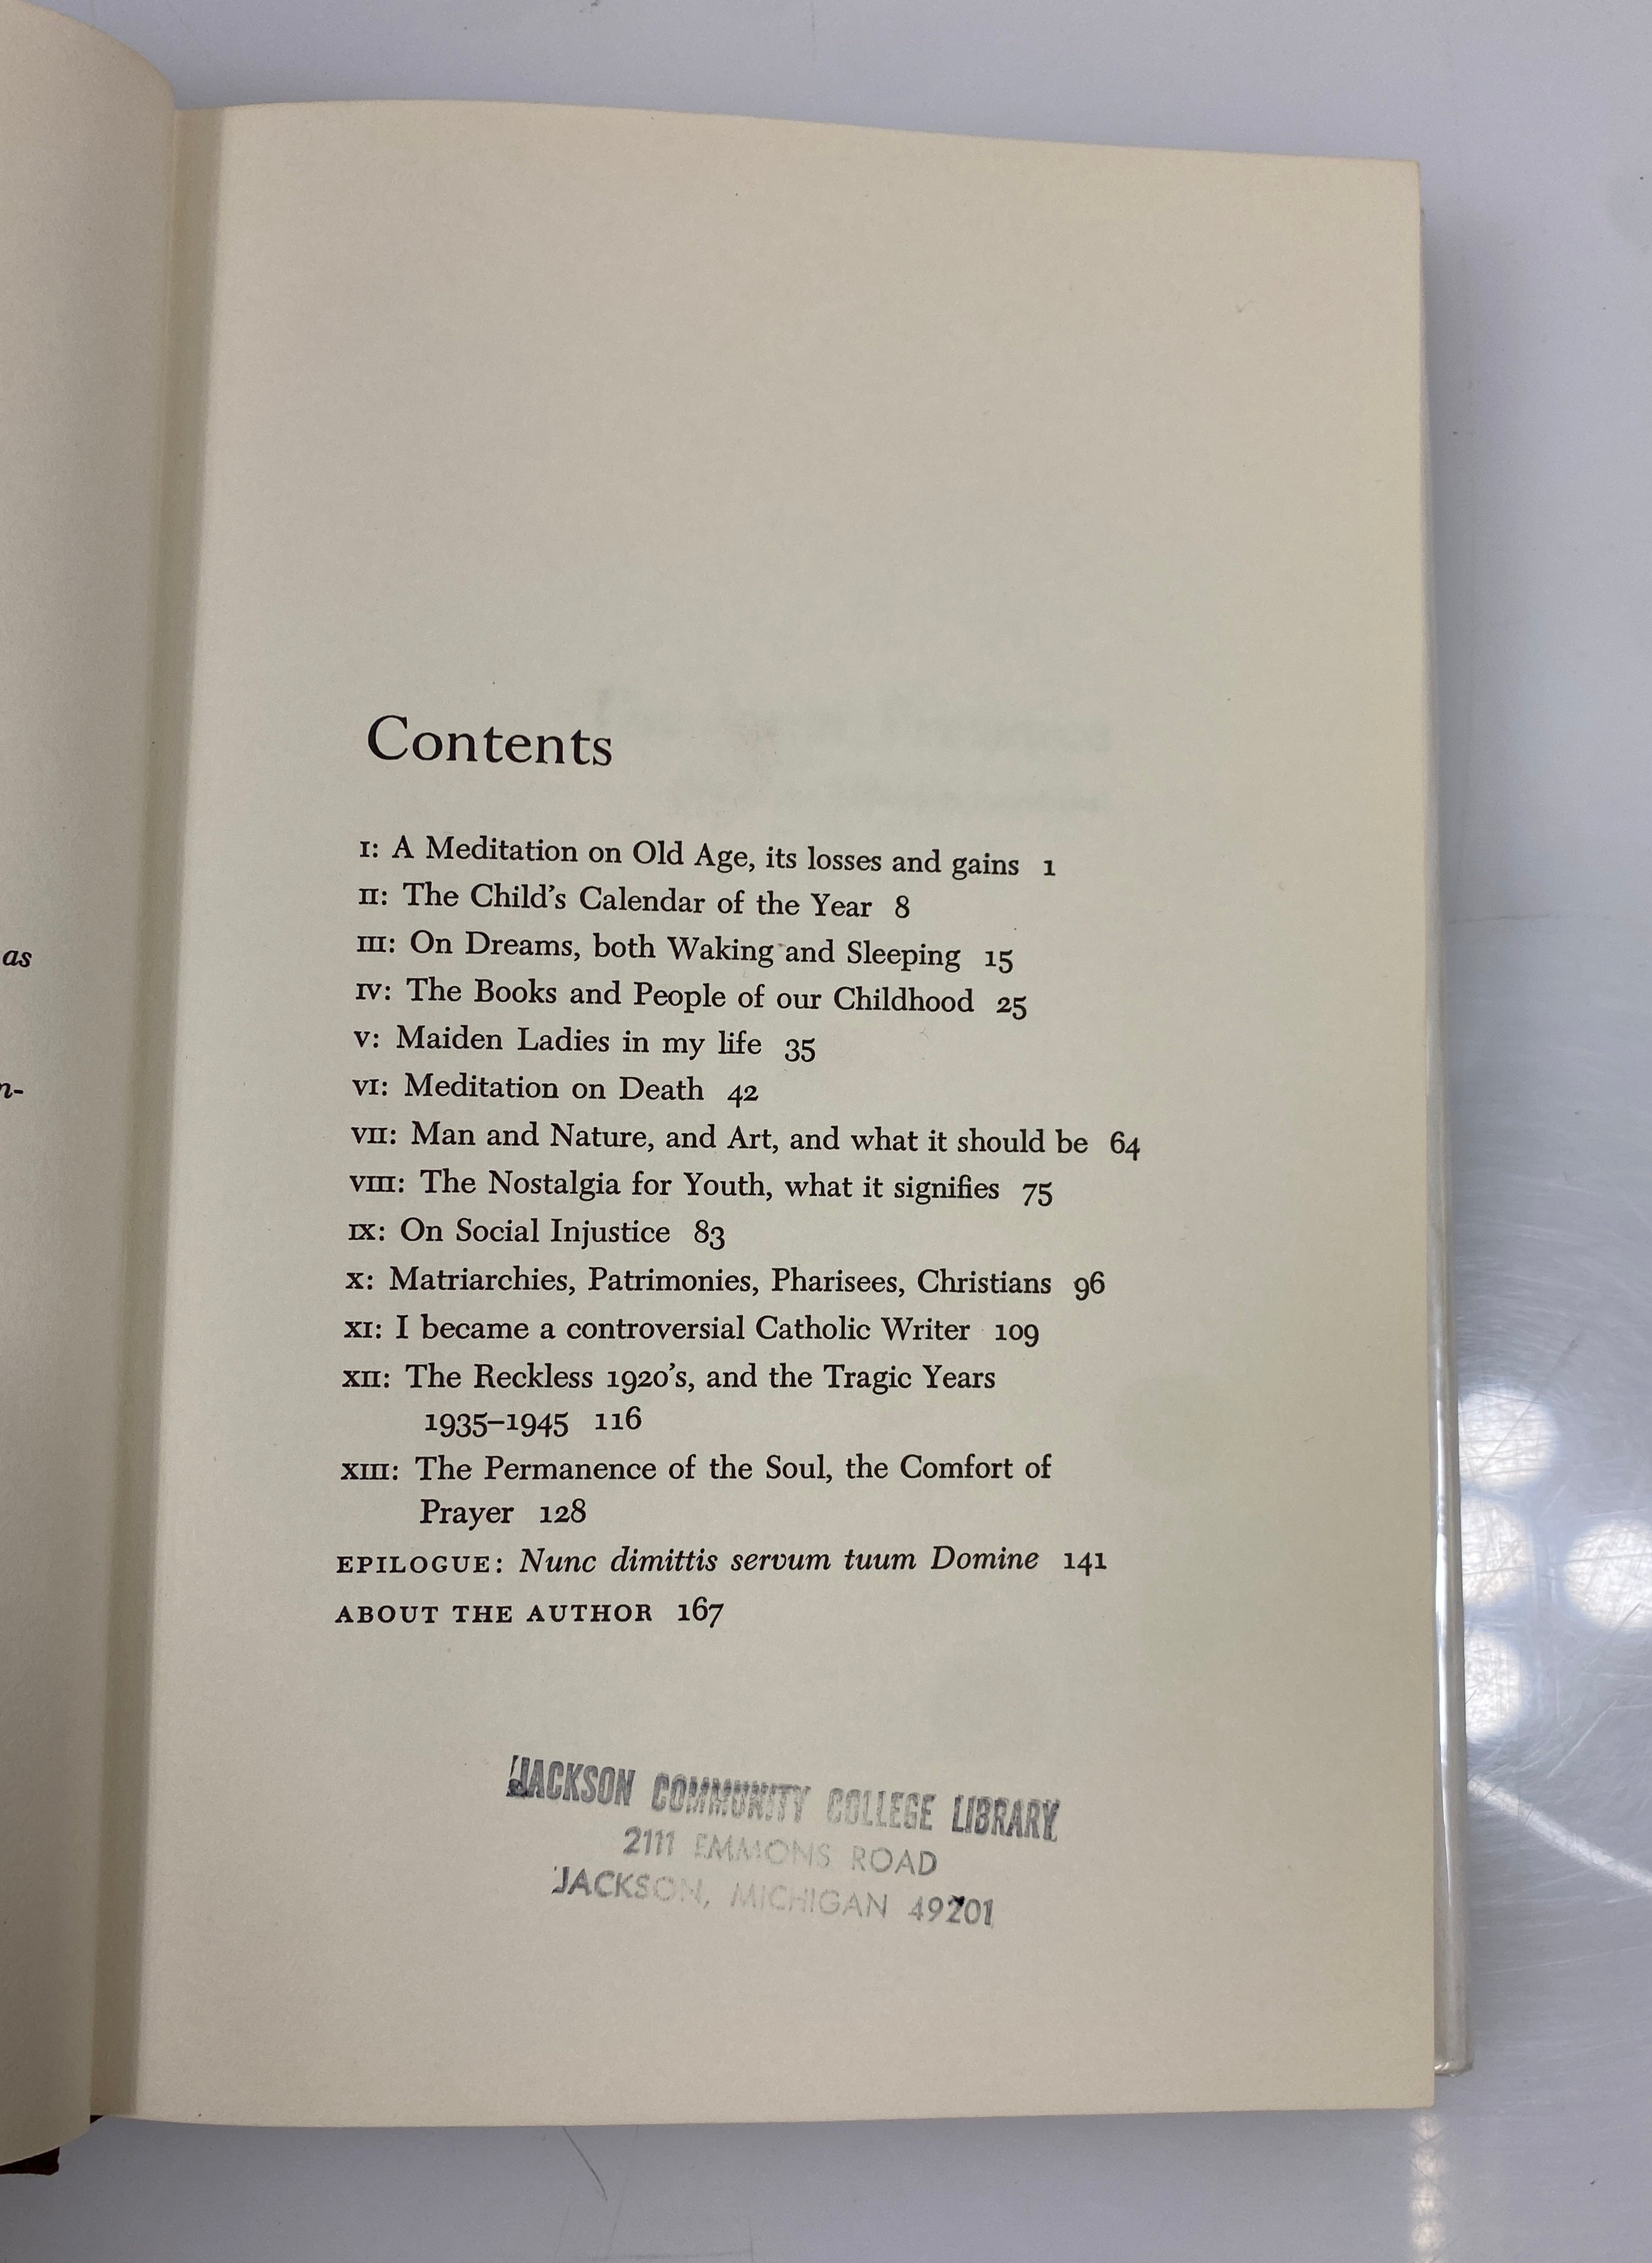 as
n-
Contents
I: A Meditation on Old Age, its losses and gains 1
II: The Child's Calendar of the Year 8
III: On Dreams, both Waking and Sleeping 15
IV: The Books and People of our Childhood 25
V: Maiden Ladies in my life 35
VI: Meditation on Death 42
VII: Man and Nature, and Art, and what it should be 64
VIII: The Nostalgia for Youth, what it signifies 75
IX: On Social Injustice 83
X: Matriarchies, Patrimonies, Pharisees, Christians 96
XI: I became a controversial Catholic Writer 109
XII: The Reckless 1920's, and the Tragic Years
1935–1945 116
XIII: The Permanence of the Soul, the Comfort of
Prayer 128
EPILOGUE: Nunc dimittis servum tuum Domine 141
ABOUT THE AUTHOR 167
JACKSON COMMUNITY COLLEGE LIBRARY
2111 EMMONS ROAD
JACKSON, MICHIGAN 49201